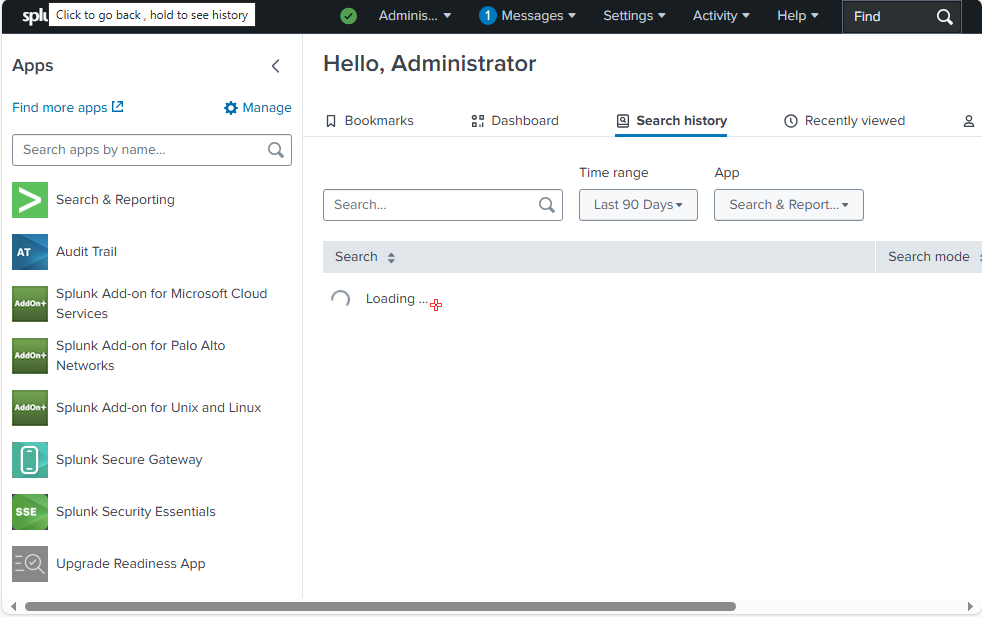 splu
Click to go back , hold to see history
Adminis...
1
Messages
Settings
Activity
Help
Find
Apps
Find more apps
Manage
Search apps by name...
Search & Reporting
AT
Audit Trail
AddOn+
Splunk Add-on for Microsoft Cloud
Services
AddOn+
Splunk Add-on for Palo Alto
Networks
AddOn+
Splunk Add-on for Unix and Linux
Splunk Secure Gateway
SSE
Splunk Security Essentials
Upgrade Readiness App
Hello, Administrator
Bookmarks
Dashboard
Search history
Recently viewed
Time range
App
Search...
Last 90 Days
Search & Report...
Search
Search mode
Loading ...